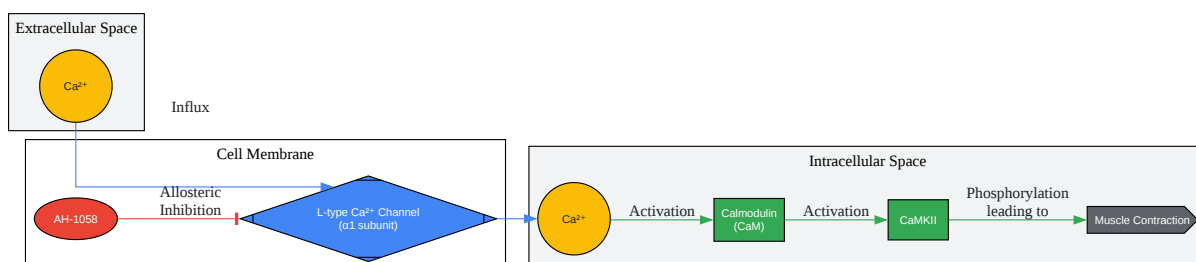 Extracellular Space
Ca²⁺
Influx
Cell Membrane
AH-1058
Allosteric
Inhibition
L-type Ca²⁺ Channel
(α1 subunit)
Intracellular Space
Ca²⁺
Activation
Calmodulin
(CaM)
Activation
CaMKII
Phosphorylation
leading to
Muscle Contraction